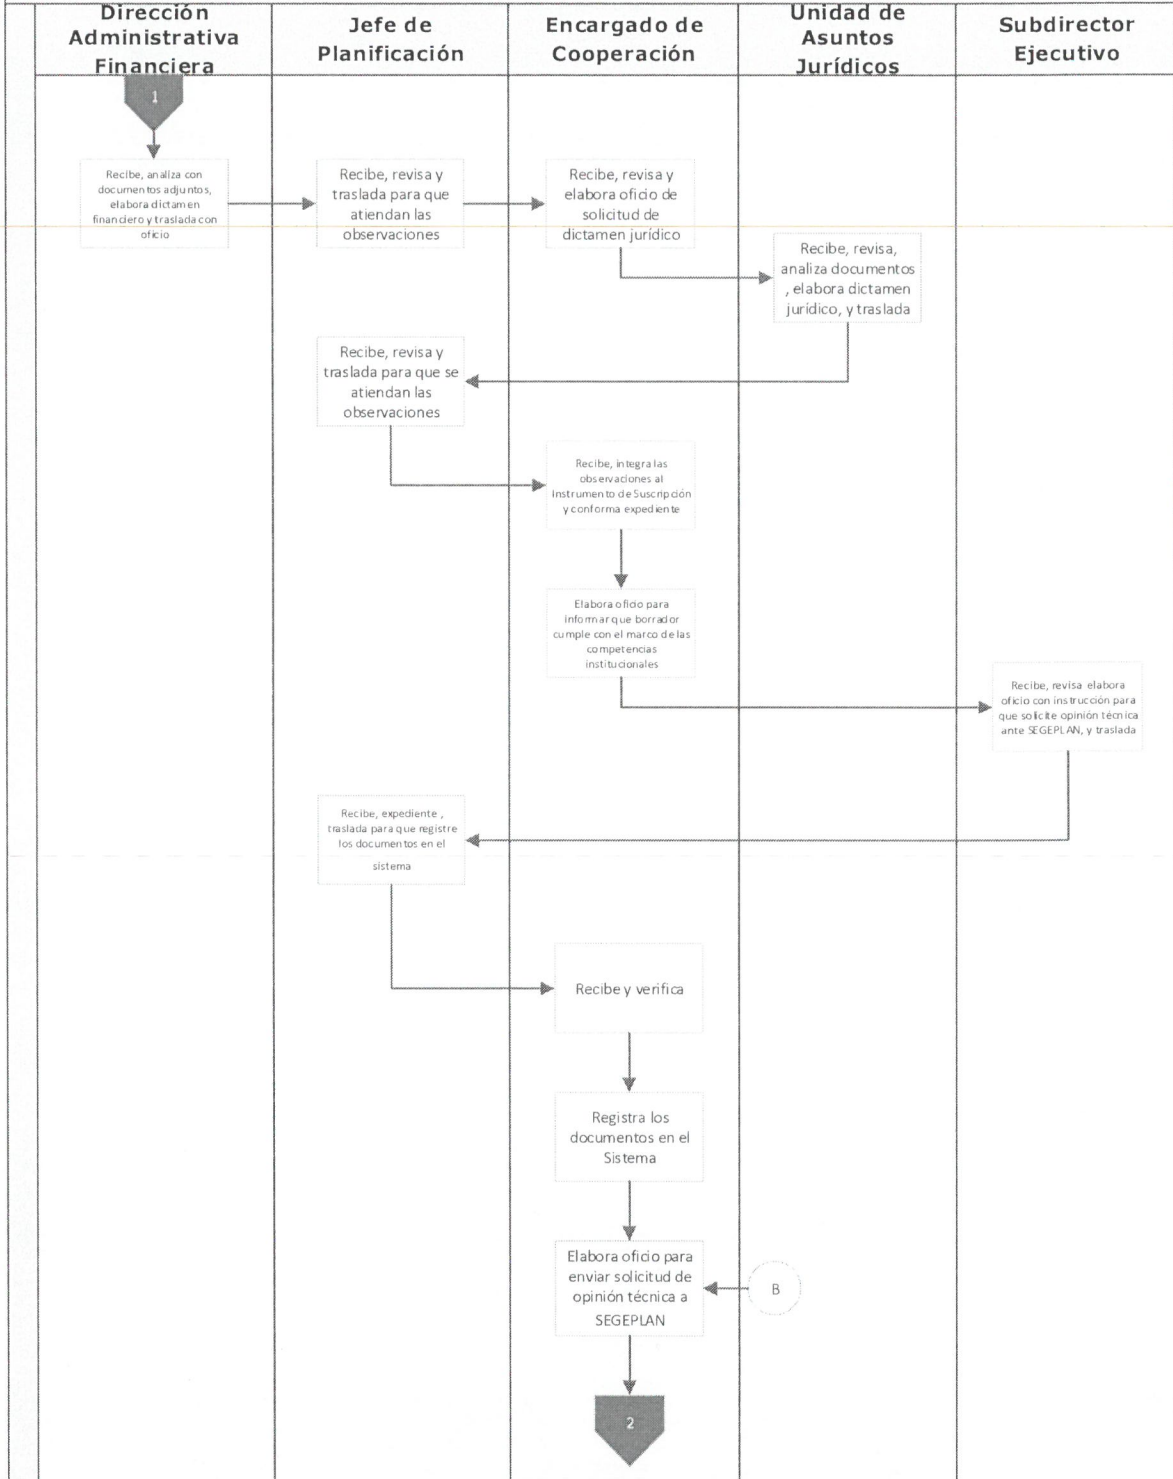 Dirección
Administrativa
Financiera
Jefe de
Planificación
Encargado de
Cooperación
Unidad de
Asuntos
Jurídicos
Subdirector
Ejecutivo
1
Recibe, analiza con
documentos adjuntos,
elabora dictamen
financiero y traslada con
oficio
Recibe, revisa y
traslada para que
atiendan las
observaciones
Recibe, revisa y
elabora oficio de
solicitud de
dictamen jurídico
Recibe, revisa,
analiza documentos
, elabora dictamen
jurídico, y traslada
Recibe, revisa y
traslada para que se
atiendan las
observaciones
Recibe, integra las
observaciones al
Instrumento de Suscripción
y conforma expediente
Elabora oficio para
informar que borrador
cumple con el marco de las
competencias
institucionales
Recibe, revisa elabora
oficio con instrucción para
que solicite opinión técnica
ante SEGEPLAN, y traslada
Recibe, expediente ,
traslada para que registre
los documentos en el
sistema
Recibe y verifica
Registra los
documentos en el
Sistema
Elabora oficio para
enviar solicitud de
opinión técnica a
SEGEPLAN
B
2